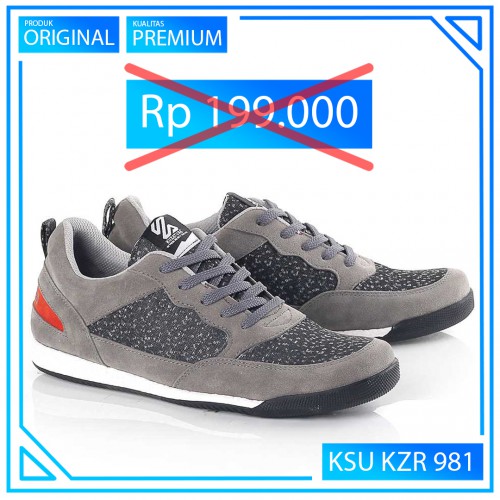 PRODUK
ORIGINAL
KUALITAS
PREMIUM
Rp 199.000
KSU KZR 981